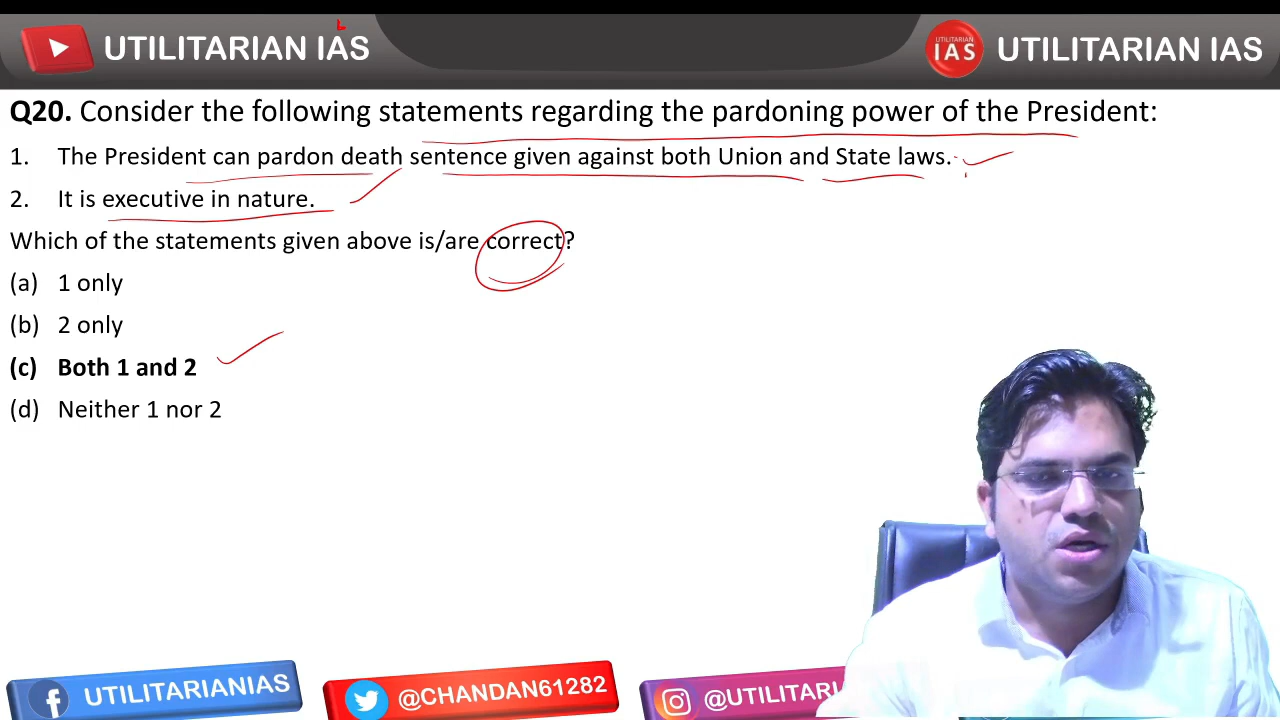 UTILITARIAN IAS
UTILITARIAN IAS UTILITARIAN IAS
Q20. Consider the following statements regarding the pardoning power of the President:
1. The President can pardon death sentence given against both Union and State laws.
2. It is executive in nature.
Which of the statements given above is/are correct?
(a) 1 only
(b) 2 only
(c) Both 1 and 2
(d) Neither 1 nor 2
UTILITARIANIAS
@CHANDAN61282